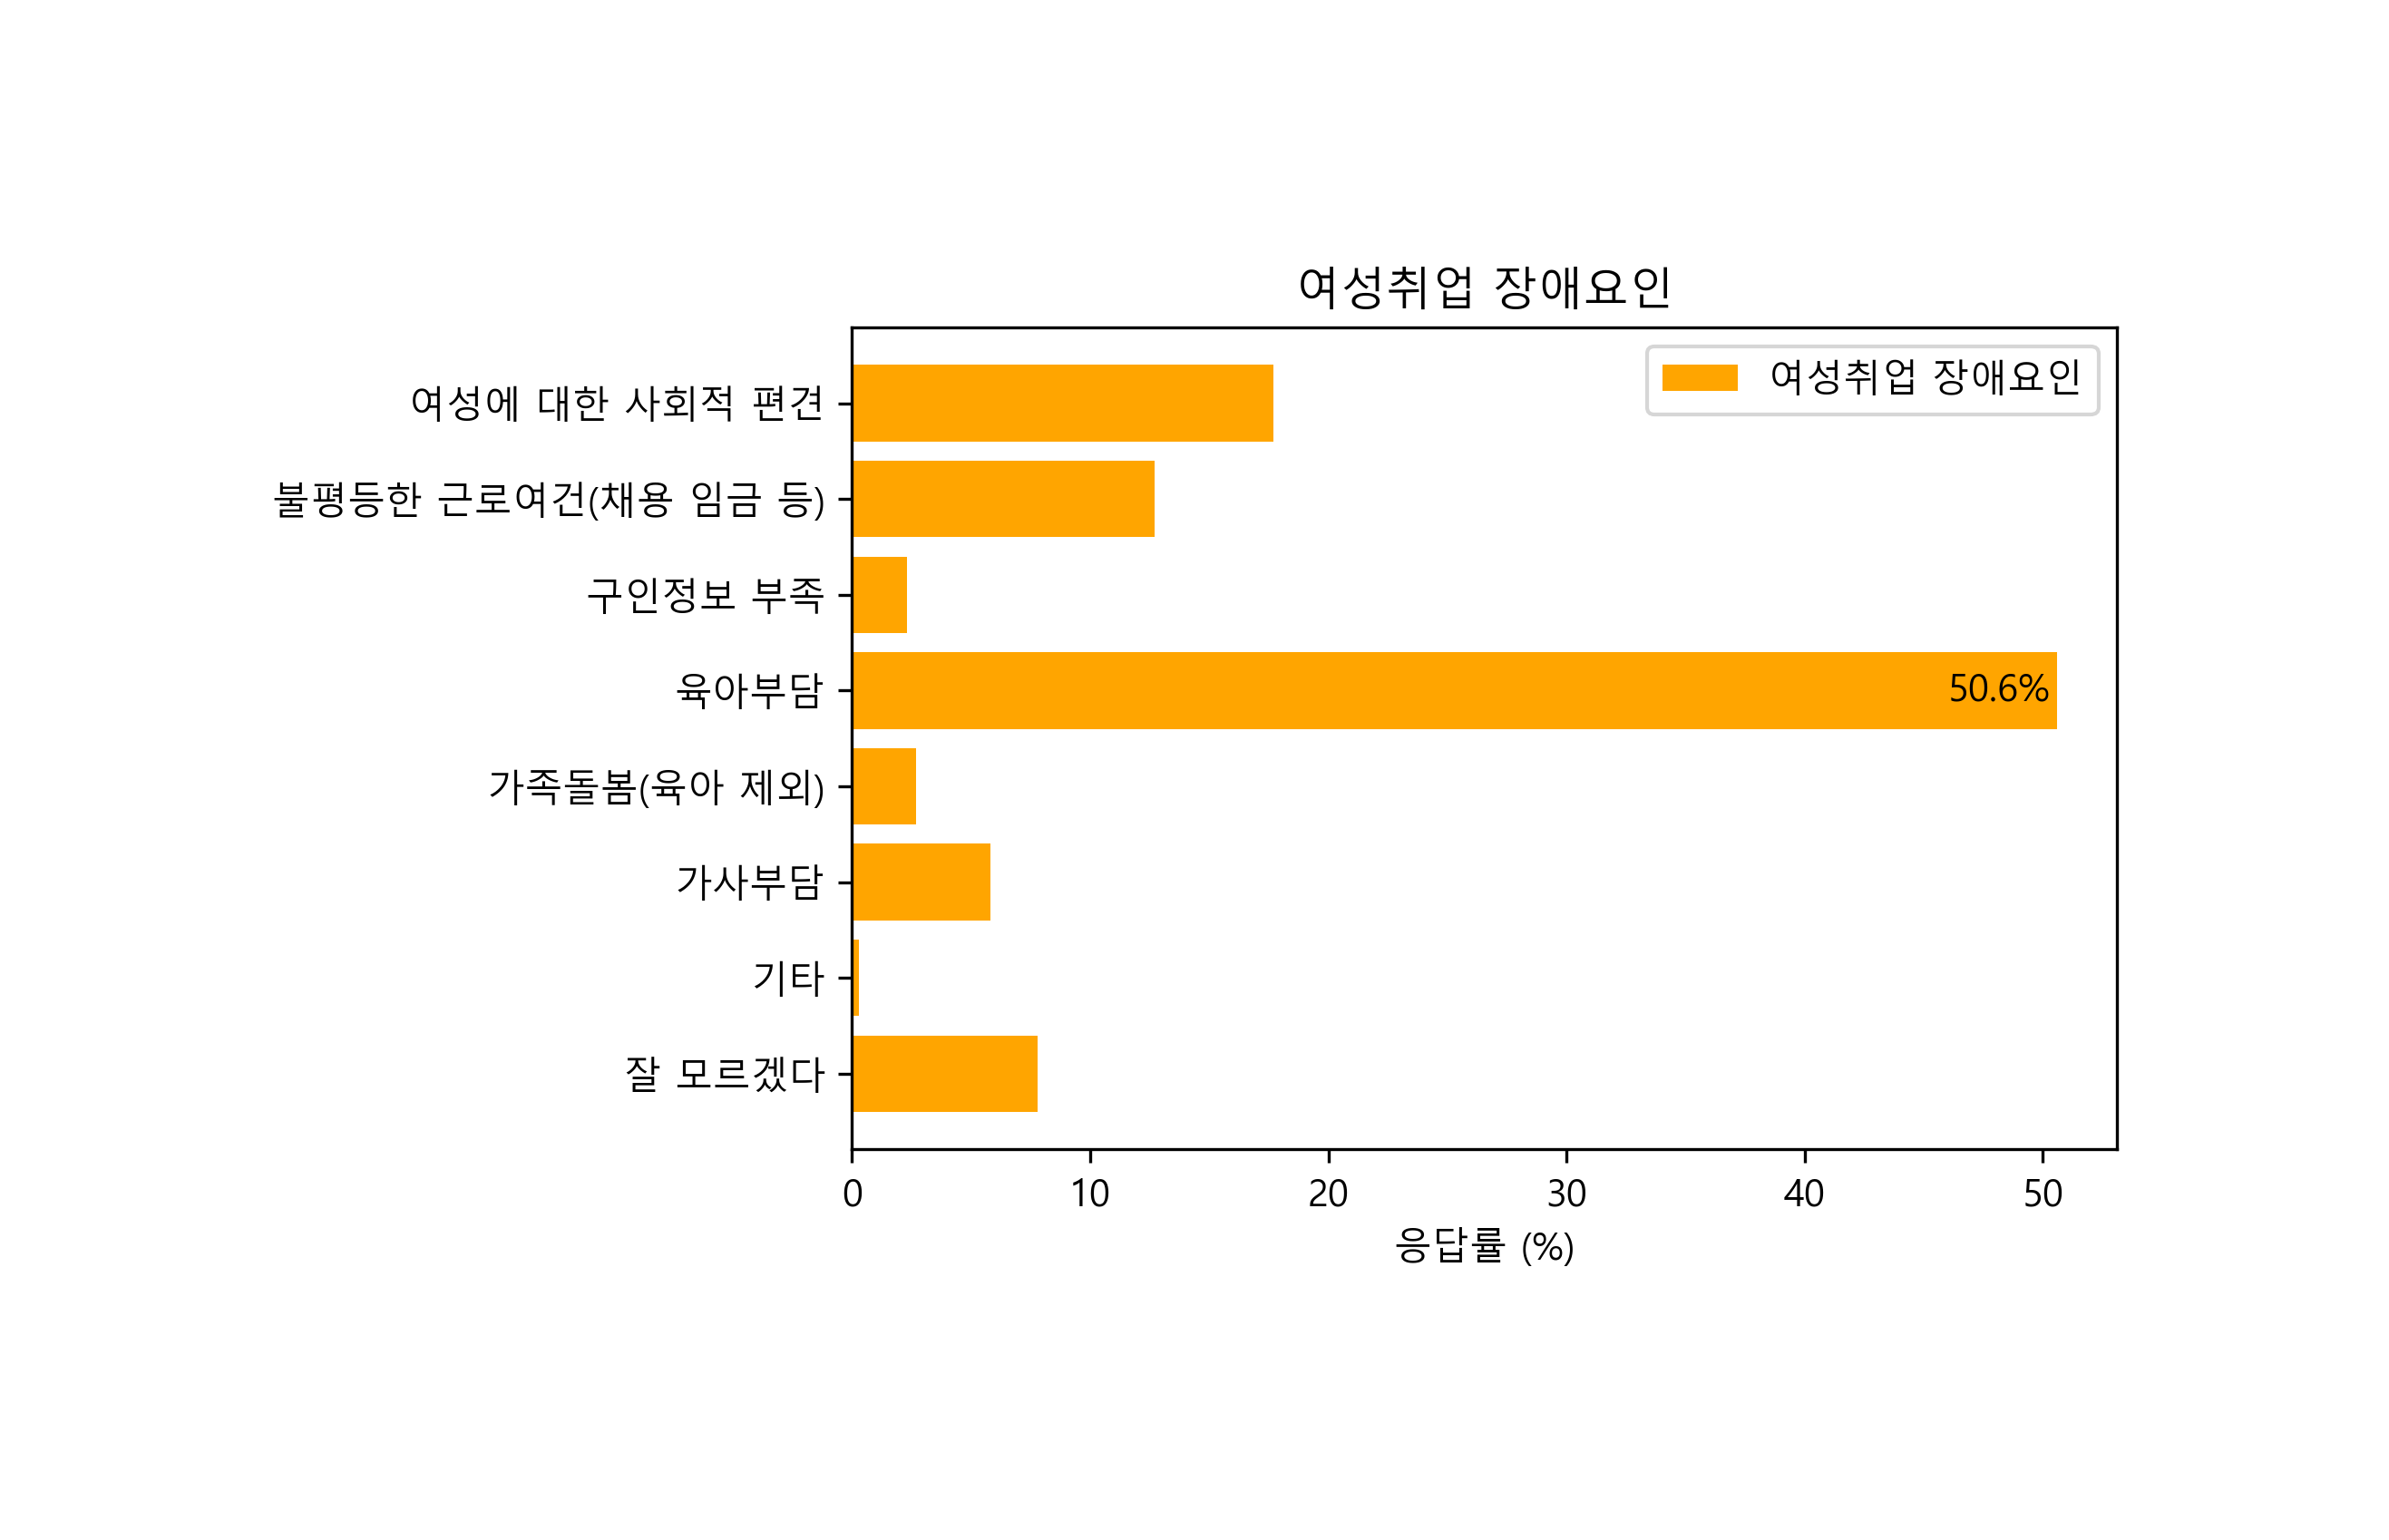 여성취업 장애요인
여성취업 장애요인
여성에 대한 사회적 편견
불평등한 근로여건(채용 임금 등)
구인정보 부족
육아부담
50.6%
가족돌봄(육아 제외)
가사부담
기타
잘 모르겠다
0 10 20 30 40 50
응답률 (%)